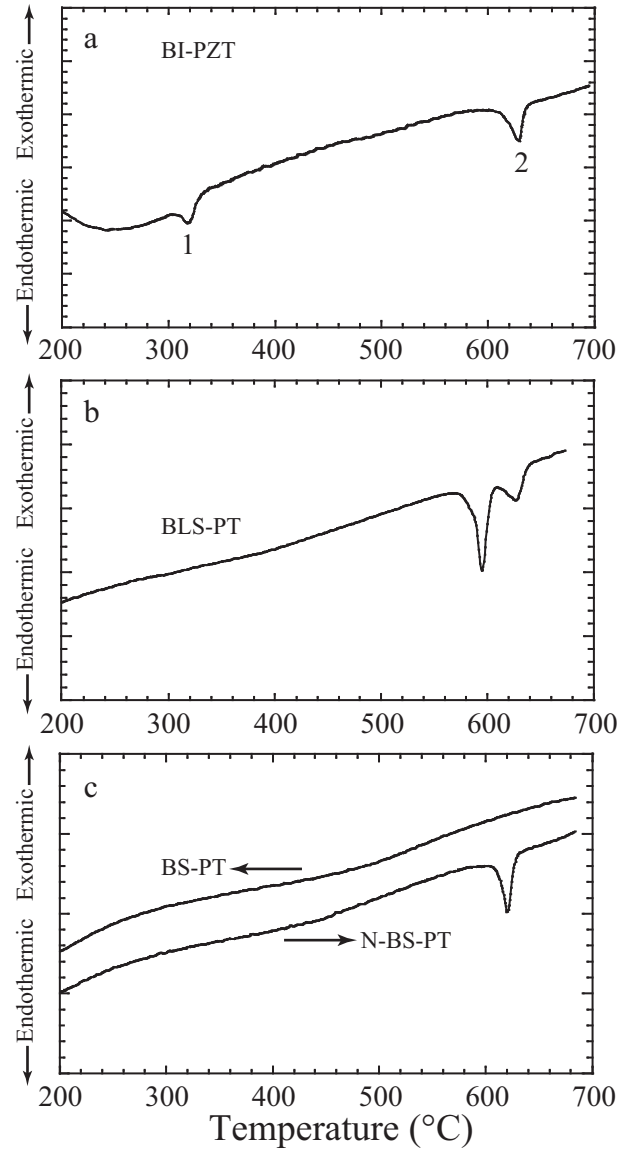 a
BI-PZT
Exothermic
Endothermic
1
2
200 300 400 500 600 700
b
BLS-PT
Exothermic
Endothermic
200 300 400 500 600 700
c
BS-PT
N-BS-PT
Exothermic
Endothermic
200 300 400 500 600 700
Temperature (°C)